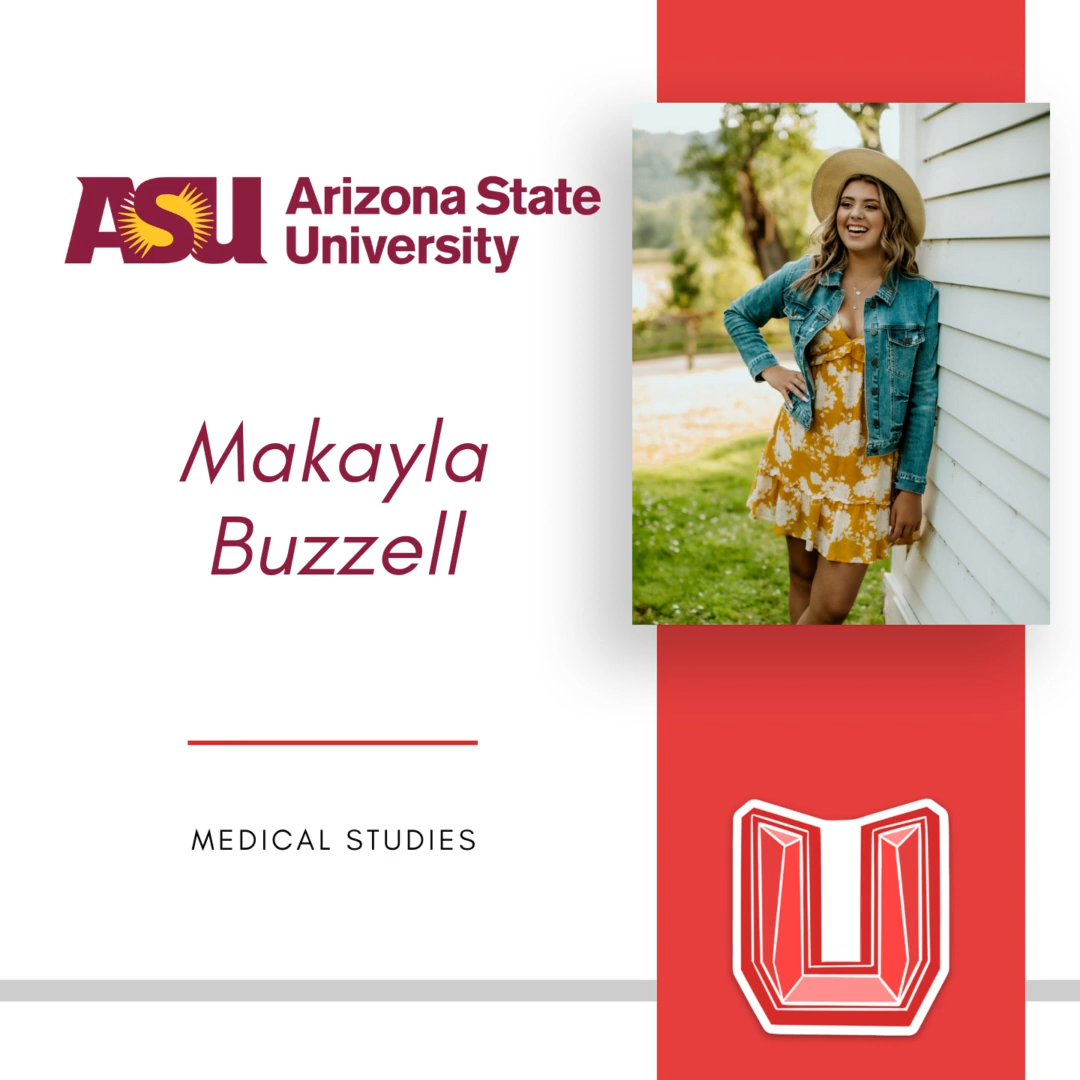 ASU
Arizona State
University
Makayla
Buzzell
MEDICAL STUDIES
U